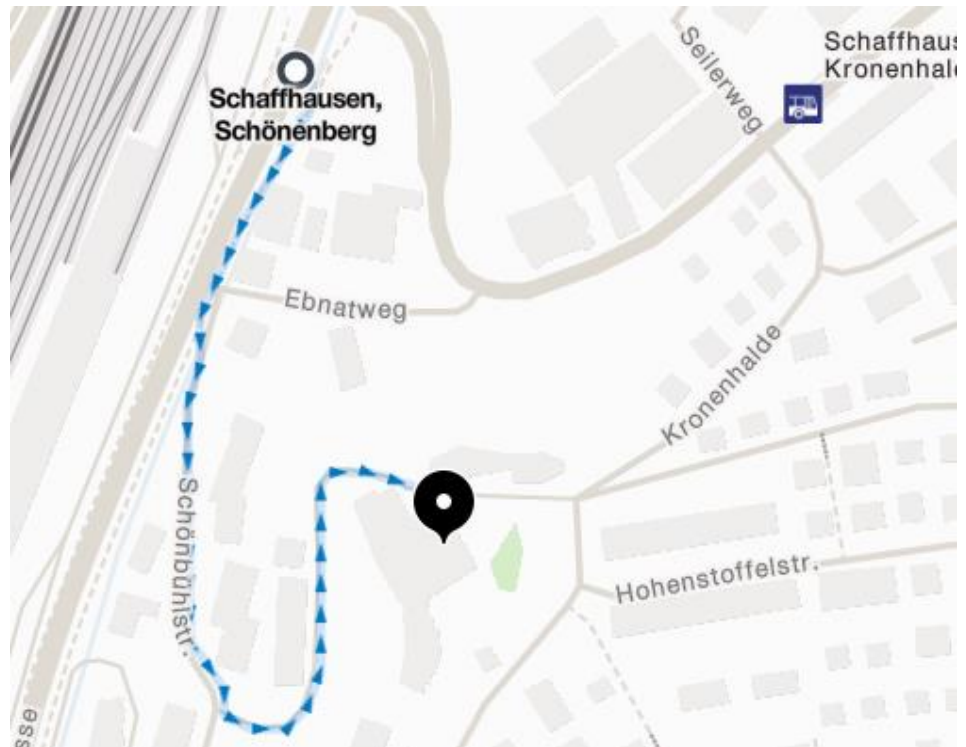 Schaffhausen,
Schönenberg
Seilerweg
Schaffhaus
Kronenhald
Ebnatweg
Kronenhalde
Schönbühlstr.
Hohenstoffelstr.
sse